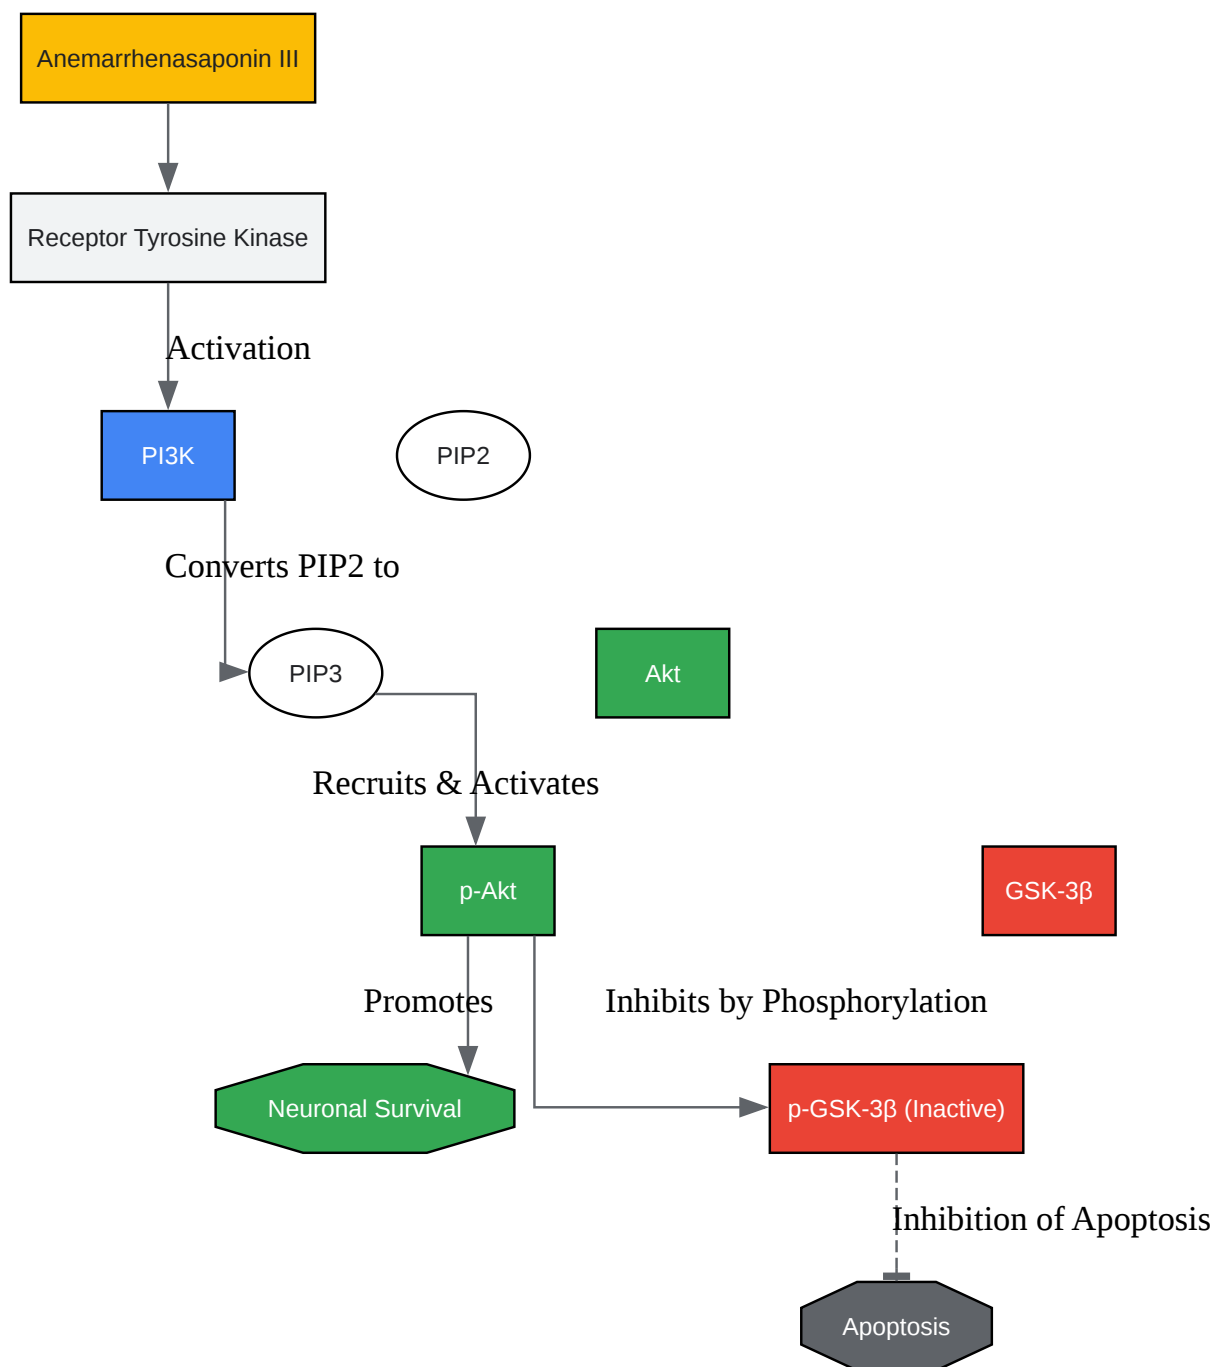 Anemarrhenasaponin III
Receptor Tyrosine Kinase
Activation
PI3K
PIP2
Converts PIP2 to
PIP3
Akt
Recruits & Activates
p-Akt
GSK-3β
Promotes
Inhibits by Phosphorylation
Neuronal Survival
p-GSK-3β (Inactive)
Inhibition of Apoptosis
Apoptosis